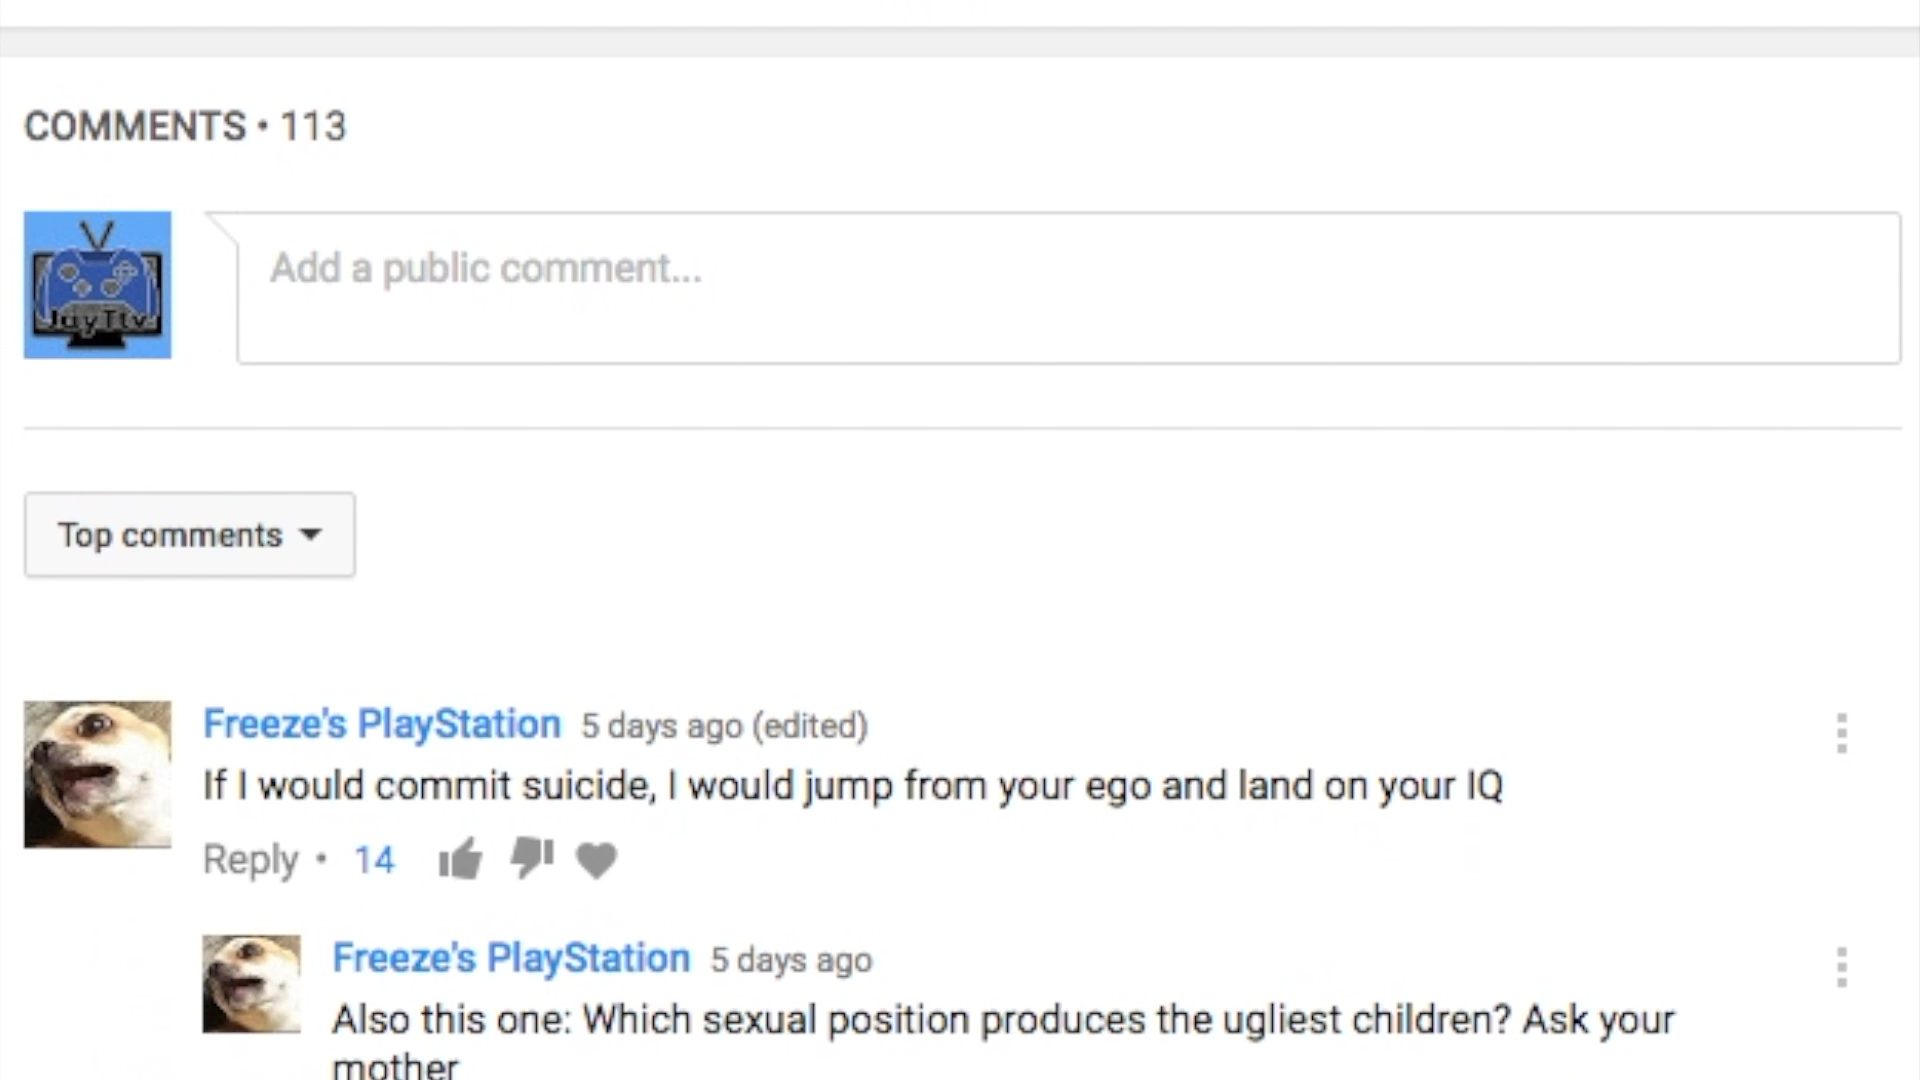 COMMENTS • 113
JayTtv
Add a public comment...
Top comments
Freeze's PlayStation 5 days ago (edited)
If I would commit suicide, I would jump from your ego and land on your IQ
Reply • 14
Freeze's PlayStation 5 days ago
Also this one: Which sexual position produces the ugliest children? Ask your
mother